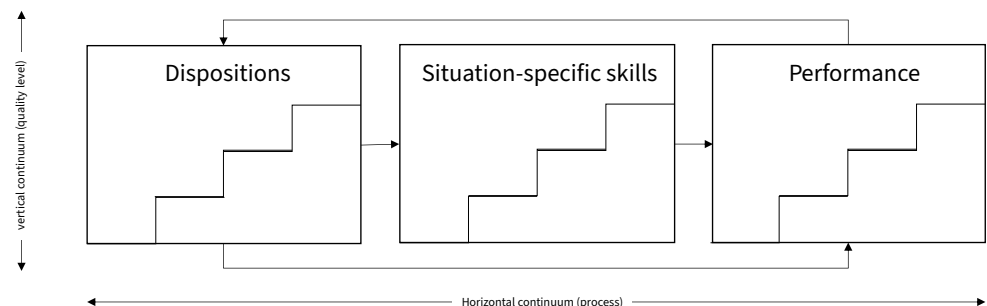 vertical continuum (quality level)
Dispositions
Situation-specific skills
Performance
Horizontal continuum (process)